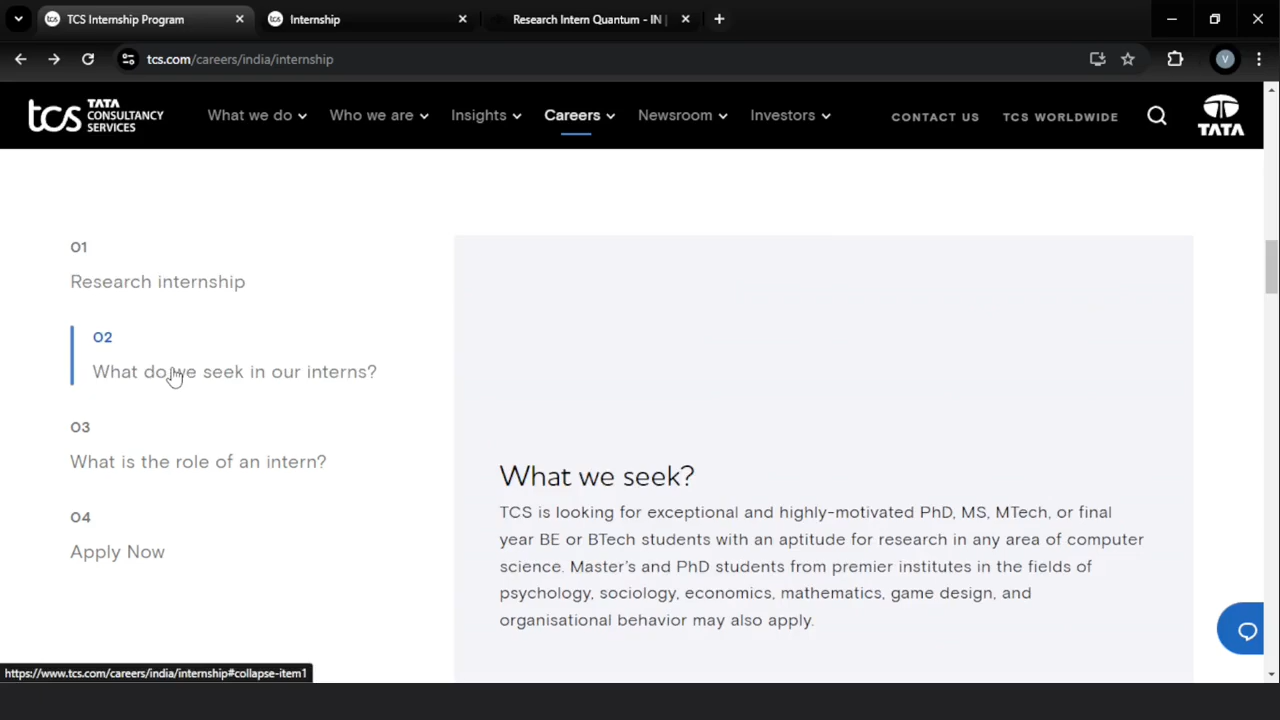 TCS Internship Program
Internship
Research Intern Quantum - IN |
tcs.com/careers/india/internship
V
tcs TATA CONSULTANCY SERVICES
What we do
Who we are
Insights
Careers
Newsroom
Investors
CONTACT US
TCS WORLDWIDE
TATA
01
Research internship
02
What do we seek in our interns?
03
What is the role of an intern?
04
Apply Now
What we seek?
TCS is looking for exceptional and highly-motivated PhD, MS, MTech, or final
year BE or BTech students with an aptitude for research in any area of computer
science. Master's and PhD students from premier institutes in the fields of
psychology, sociology, economics, mathematics, game design, and
organisational behavior may also apply.
https://www.tcs.com/careers/india/internship#collapse-item1